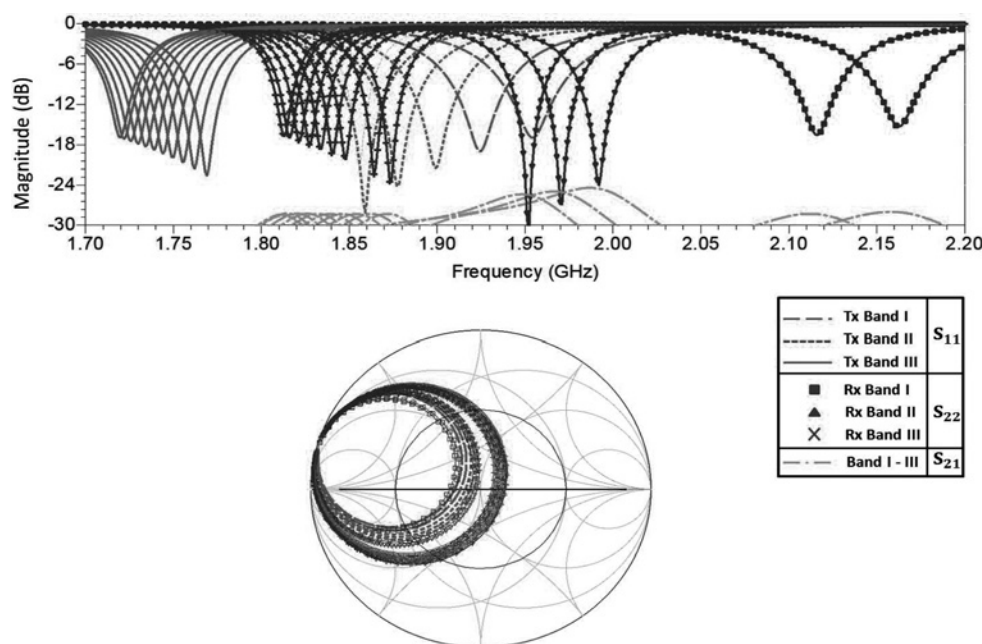 Magnitude (dB)
0
-6
-12
-18
-24
-30
1.70 1.75 1.80 1.85 1.90 1.95 2.00 2.05 2.10 2.15 2.20
Frequency (GHz)
Tx Band I
Tx Band II
Tx Band III
S11
Rx Band I
Rx Band II
Rx Band III
S22
Band I - III
S21